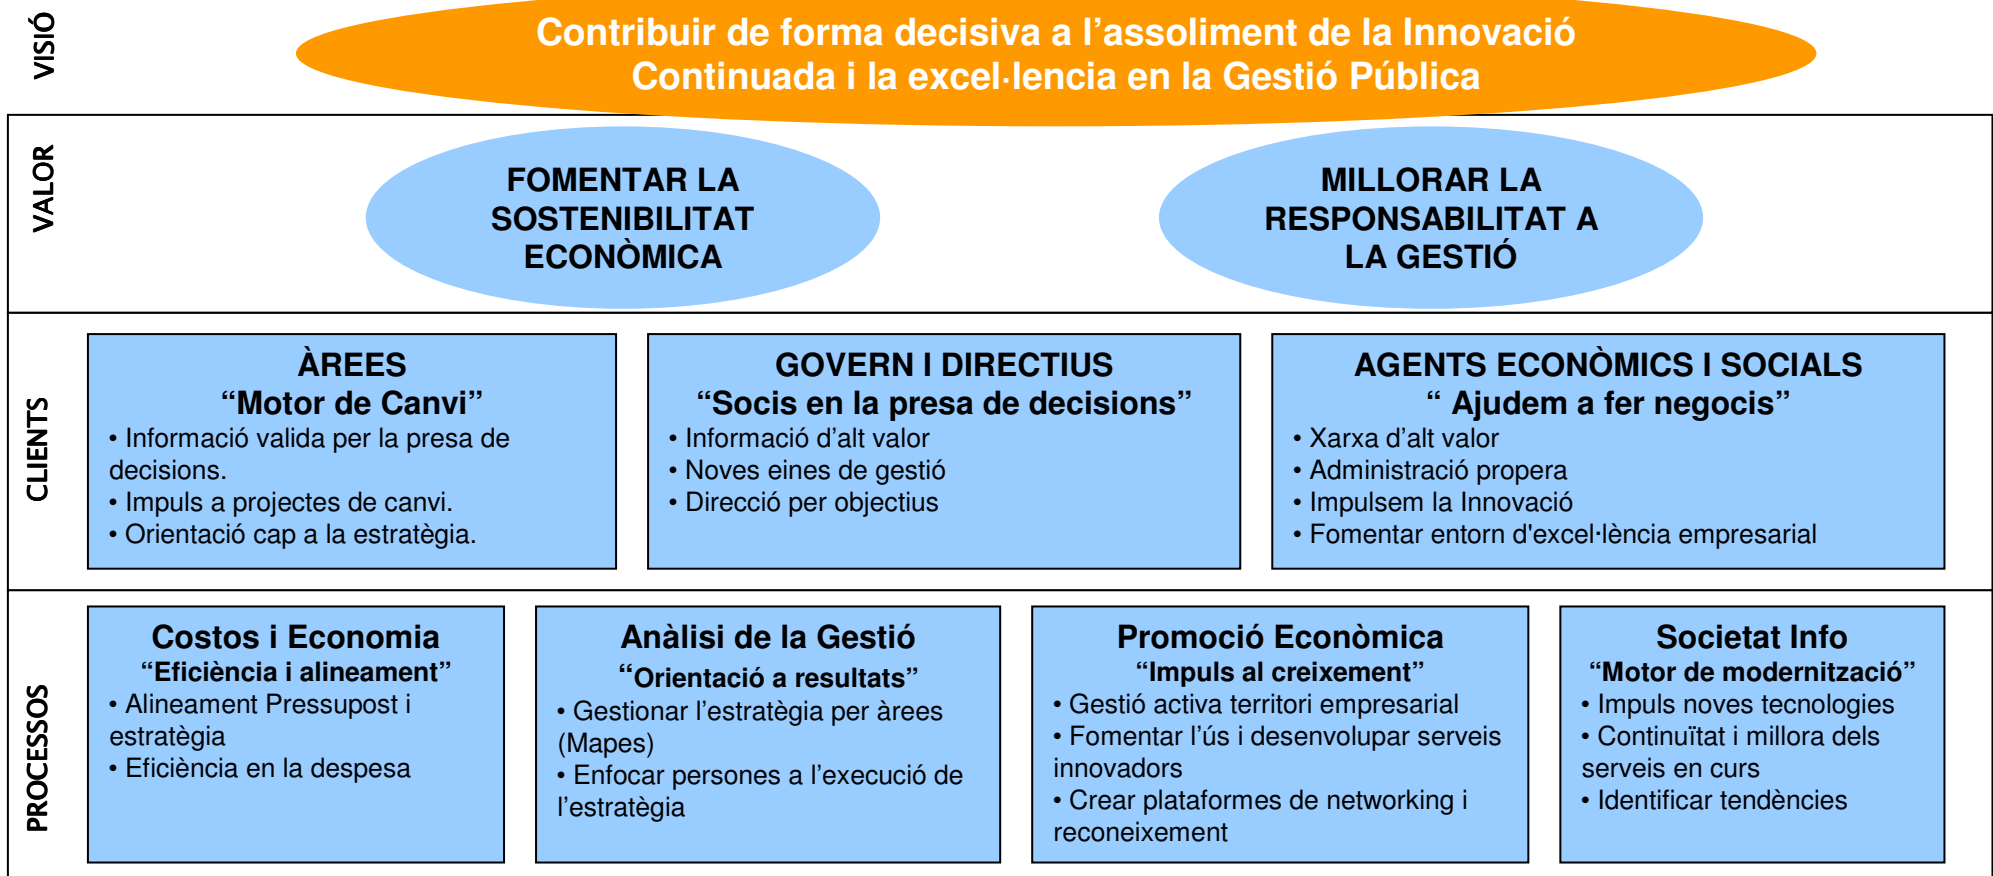 VISIÓ
Contribuir de forma decisiva a l’assoliment de la Innovació
Continuada i la excel·lencia en la Gestió Pública
VALOR
FOMENTAR LA
SOSTENIBILITAT
ECONÒMICA
MILLORAR LA
RESPONSABILITAT A
LA GESTIÓ
CLIENTS
ÀREES
“Motor de Canvi”
• Informació valida per la presa de
decisions.
• Impuls a projectes de canvi.
• Orientació cap a la estratègia.
GOVERN I DIRECTIUS
“Socis en la presa de decisions”
• Informació d’alt valor
• Noves eines de gestió
• Direcció per objectius
AGENTS ECONÒMICS I SOCIALS
“ Ajudem a fer negocis”
• Xarxa d’alt valor
• Administració propera
• Impulsem la Innovació
• Fomentar entorn d'excel·lència empresarial
PROCESSOS
Costos i Economia
“Eficiència i alineament”
• Alineament Pressupost i
estratègia
• Eficiència en la despesa
Anàlisi de la Gestió
“Orientació a resultats”
• Gestionar l’estratègia per àrees
(Mapes)
• Enfocar persones a l’execució de
l’estratègia
Promoció Econòmica
“Impuls al creixement”
• Gestió activa territori empresarial
• Fomentar l’ús i desenvolupar serveis
innovadors
• Crear plataformes de networking i
reconeixement
Societat Info
“Motor de modernització”
• Impuls noves tecnologies
• Continuïtat i millora dels
serveis en curs
• Identificar tendències